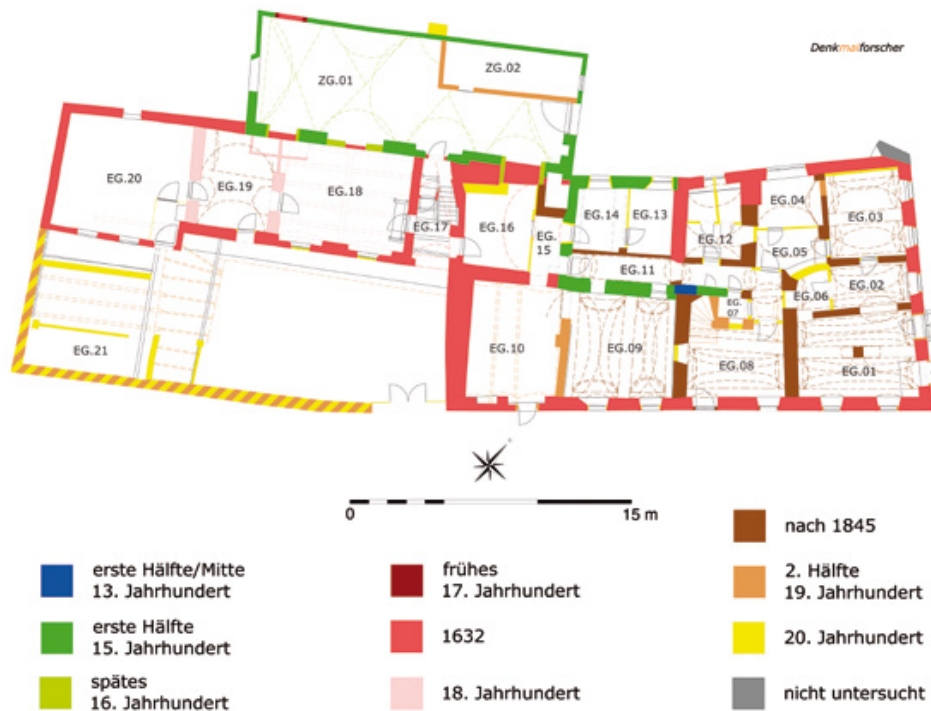 Denkmalforscher
ZG.01
ZG.02
EG.20
EG.19
EG.18
EG.17
EG.16
EG.
15
EG.14
EG.13
EG.12
EG.04
EG.03
EG.05
EG.11
EG.
07
EG.06
EG.02
EG.21
EG.10
EG.09
EG.08
EG.01
0
15 m
nach 1845
erste Hälfte/Mitte
13. Jahrhundert
frühes
17. Jahrhundert
2. Hälfte
19. Jahrhundert
erste Hälfte
15. Jahrhundert
1632
20. Jahrhundert
spätes
16. Jahrhundert
18. Jahrhundert
nicht untersucht